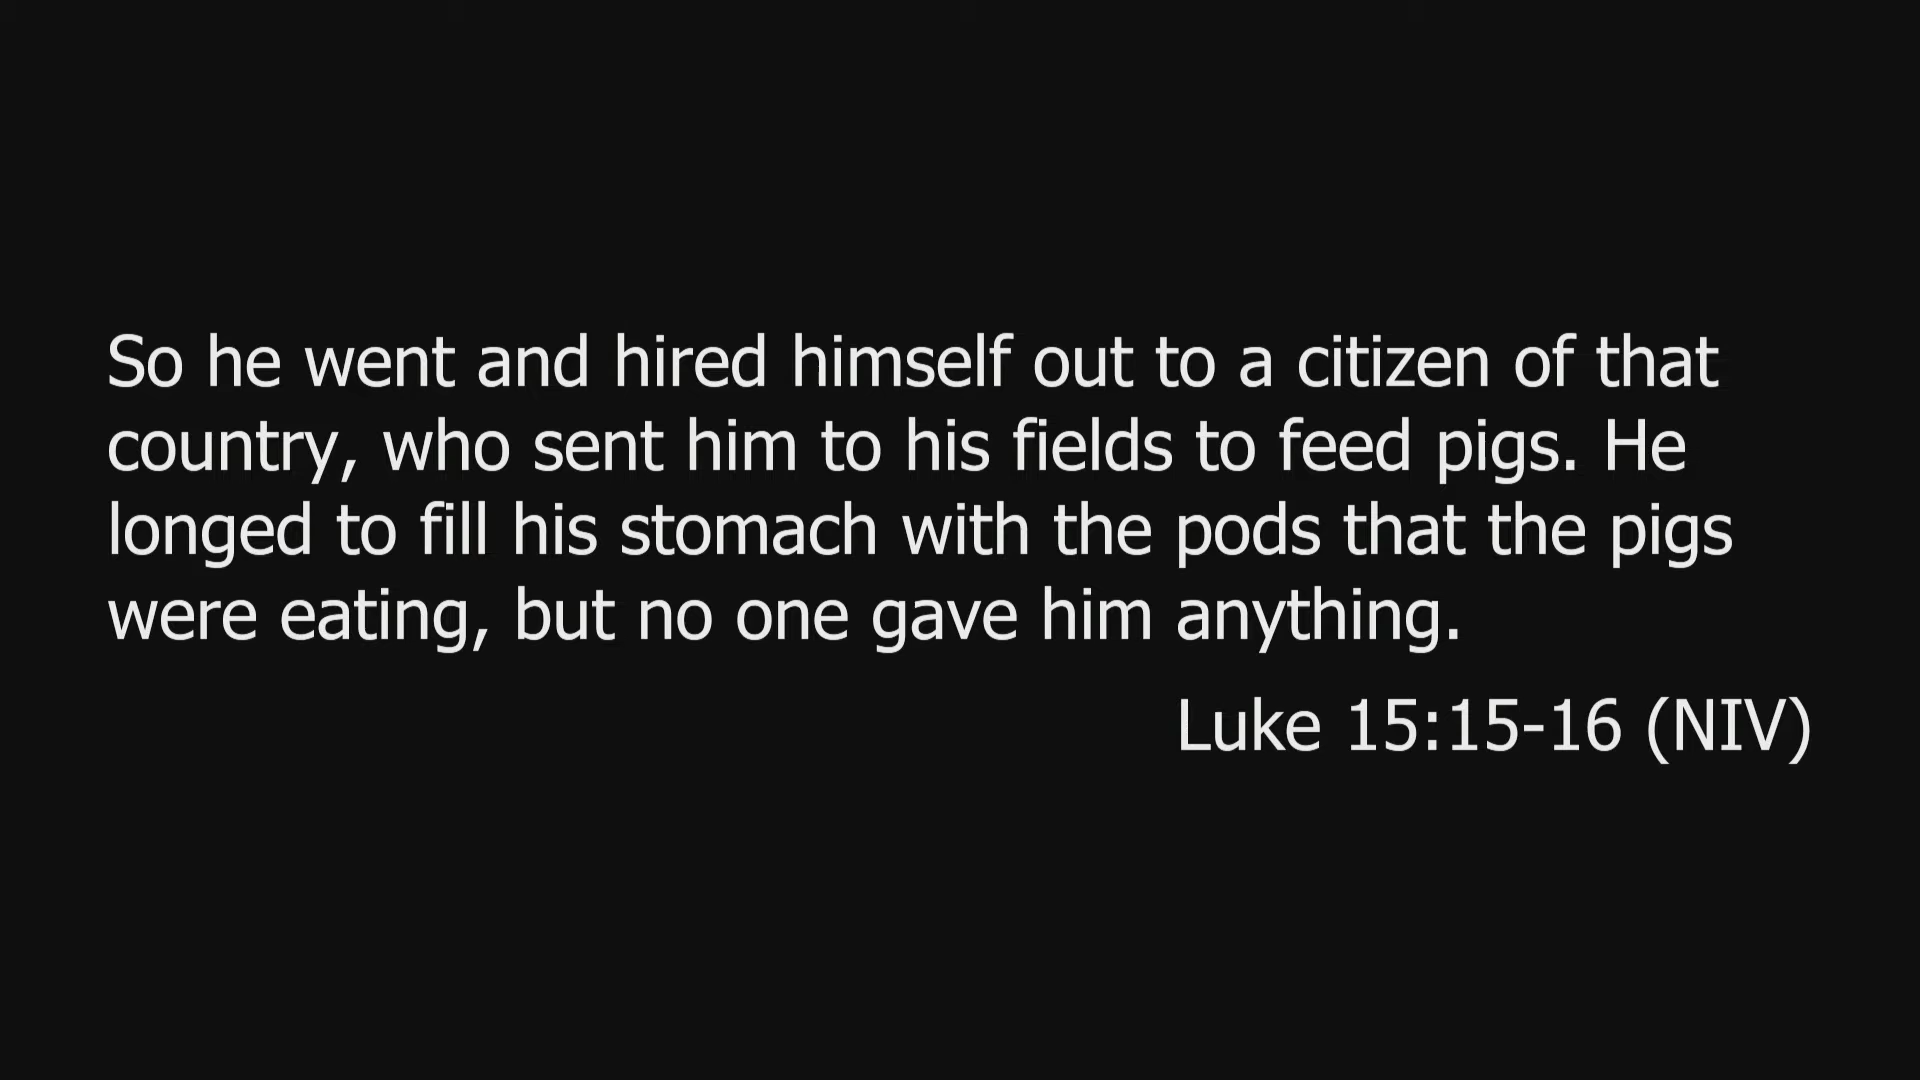 So he went and hired himself out to a citizen of that
country, who sent him to his fields to feed pigs. He
longed to fill his stomach with the pods that the pigs
were eating, but no one gave him anything.
Luke 15:15-16 (NIV)